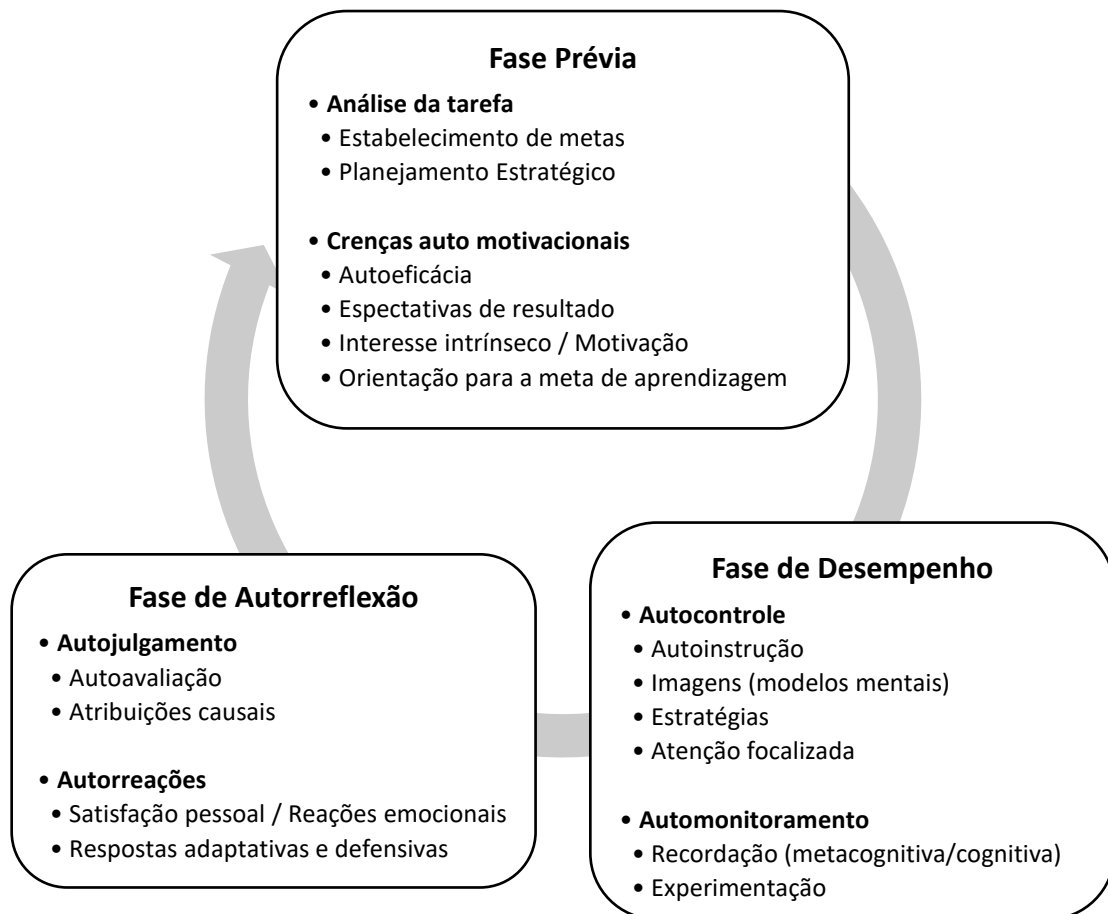 Fase Prévia
• Análise da tarefa
• Estabelecimento de metas
• Planejamento Estratégico
• Crenças auto motivacionais
• Autoeficácia
• Espectativas de resultado
• Interesse intrínseco / Motivação
• Orientação para a meta de aprendizagem
Fase de Desempenho
• Autocontrole
• Autoinstrução
• Imagens (modelos mentais)
• Estratégias
• Atenção focalizada
• Automonitoramento
• Recordação (metacognitiva/cognitiva)
• Experimentação
Fase de Autorreflexão
• Autojulgamento
• Autoavaliação
• Atribuições causais
• Autorreações
• Satisfação pessoal / Reações emocionais
• Respostas adaptativas e defensivas